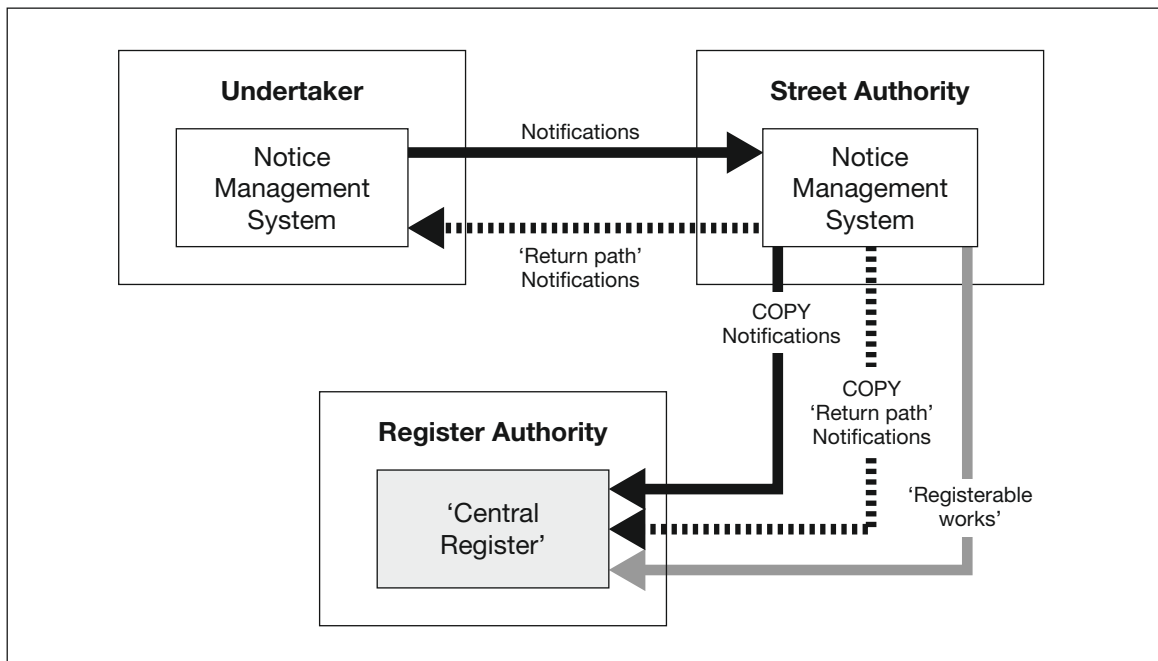 Undertaker
Notice
Management
System
Notifications
‘Return path’
Notifications
Street Authority
Notice
Management
System
COPY
Notifications
COPY
‘Return path’
Notifications
‘Registerable
works’
Register Authority
‘Central
Register’